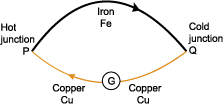 Iron
Fe
Hot
junction
P
Cold
junction
Q
G
Copper
Cu
Copper
Cu